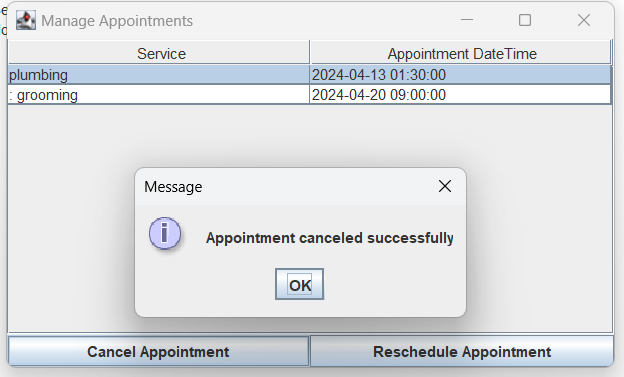 Manage Appointments
Service Appointment DateTime
plumbing 2024-04-13 01:30:00
: grooming 2024-04-20 09:00:00
Message
i
Appointment canceled successfully
OK
Cancel Appointment Reschedule Appointment